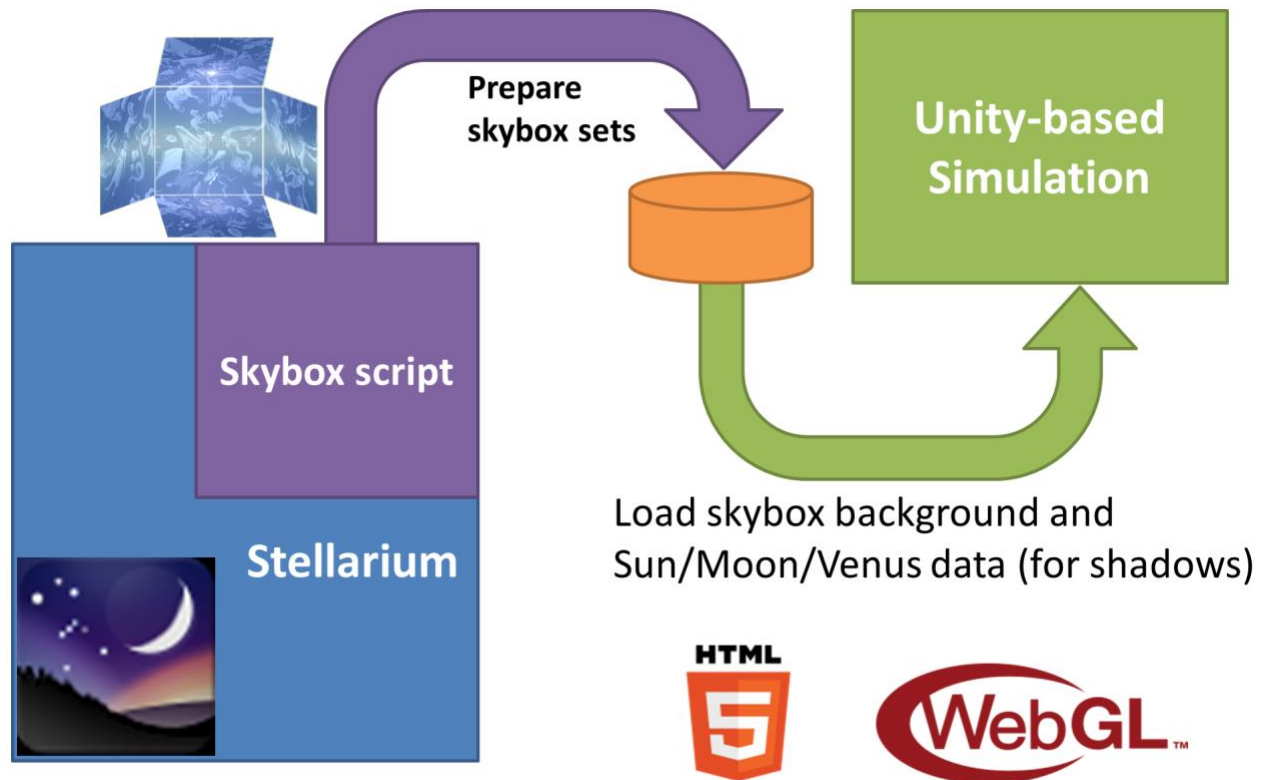 Prepare
skybox sets
Unity-based
Simulation
Skybox script
Stellarium
Load skybox background and
Sun/Moon/Venus data (for shadows)
HTML
5
WebGL™